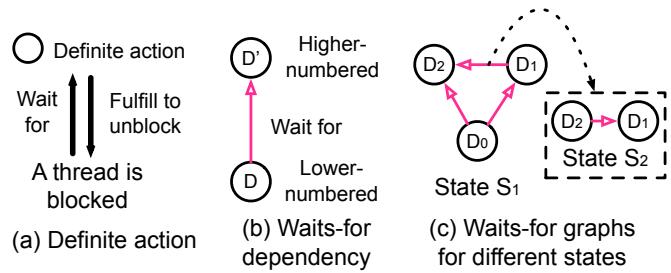 Definite action
Wait for
Fulfill to unblock
A thread is blocked
(a) Definite action
D'
Higher-numbered
Wait for
D
Lower-numbered
(b) Waits-for dependency
D2
D1
D0
State S1
D2
D1
State S2
(c) Waits-for graphs for different states